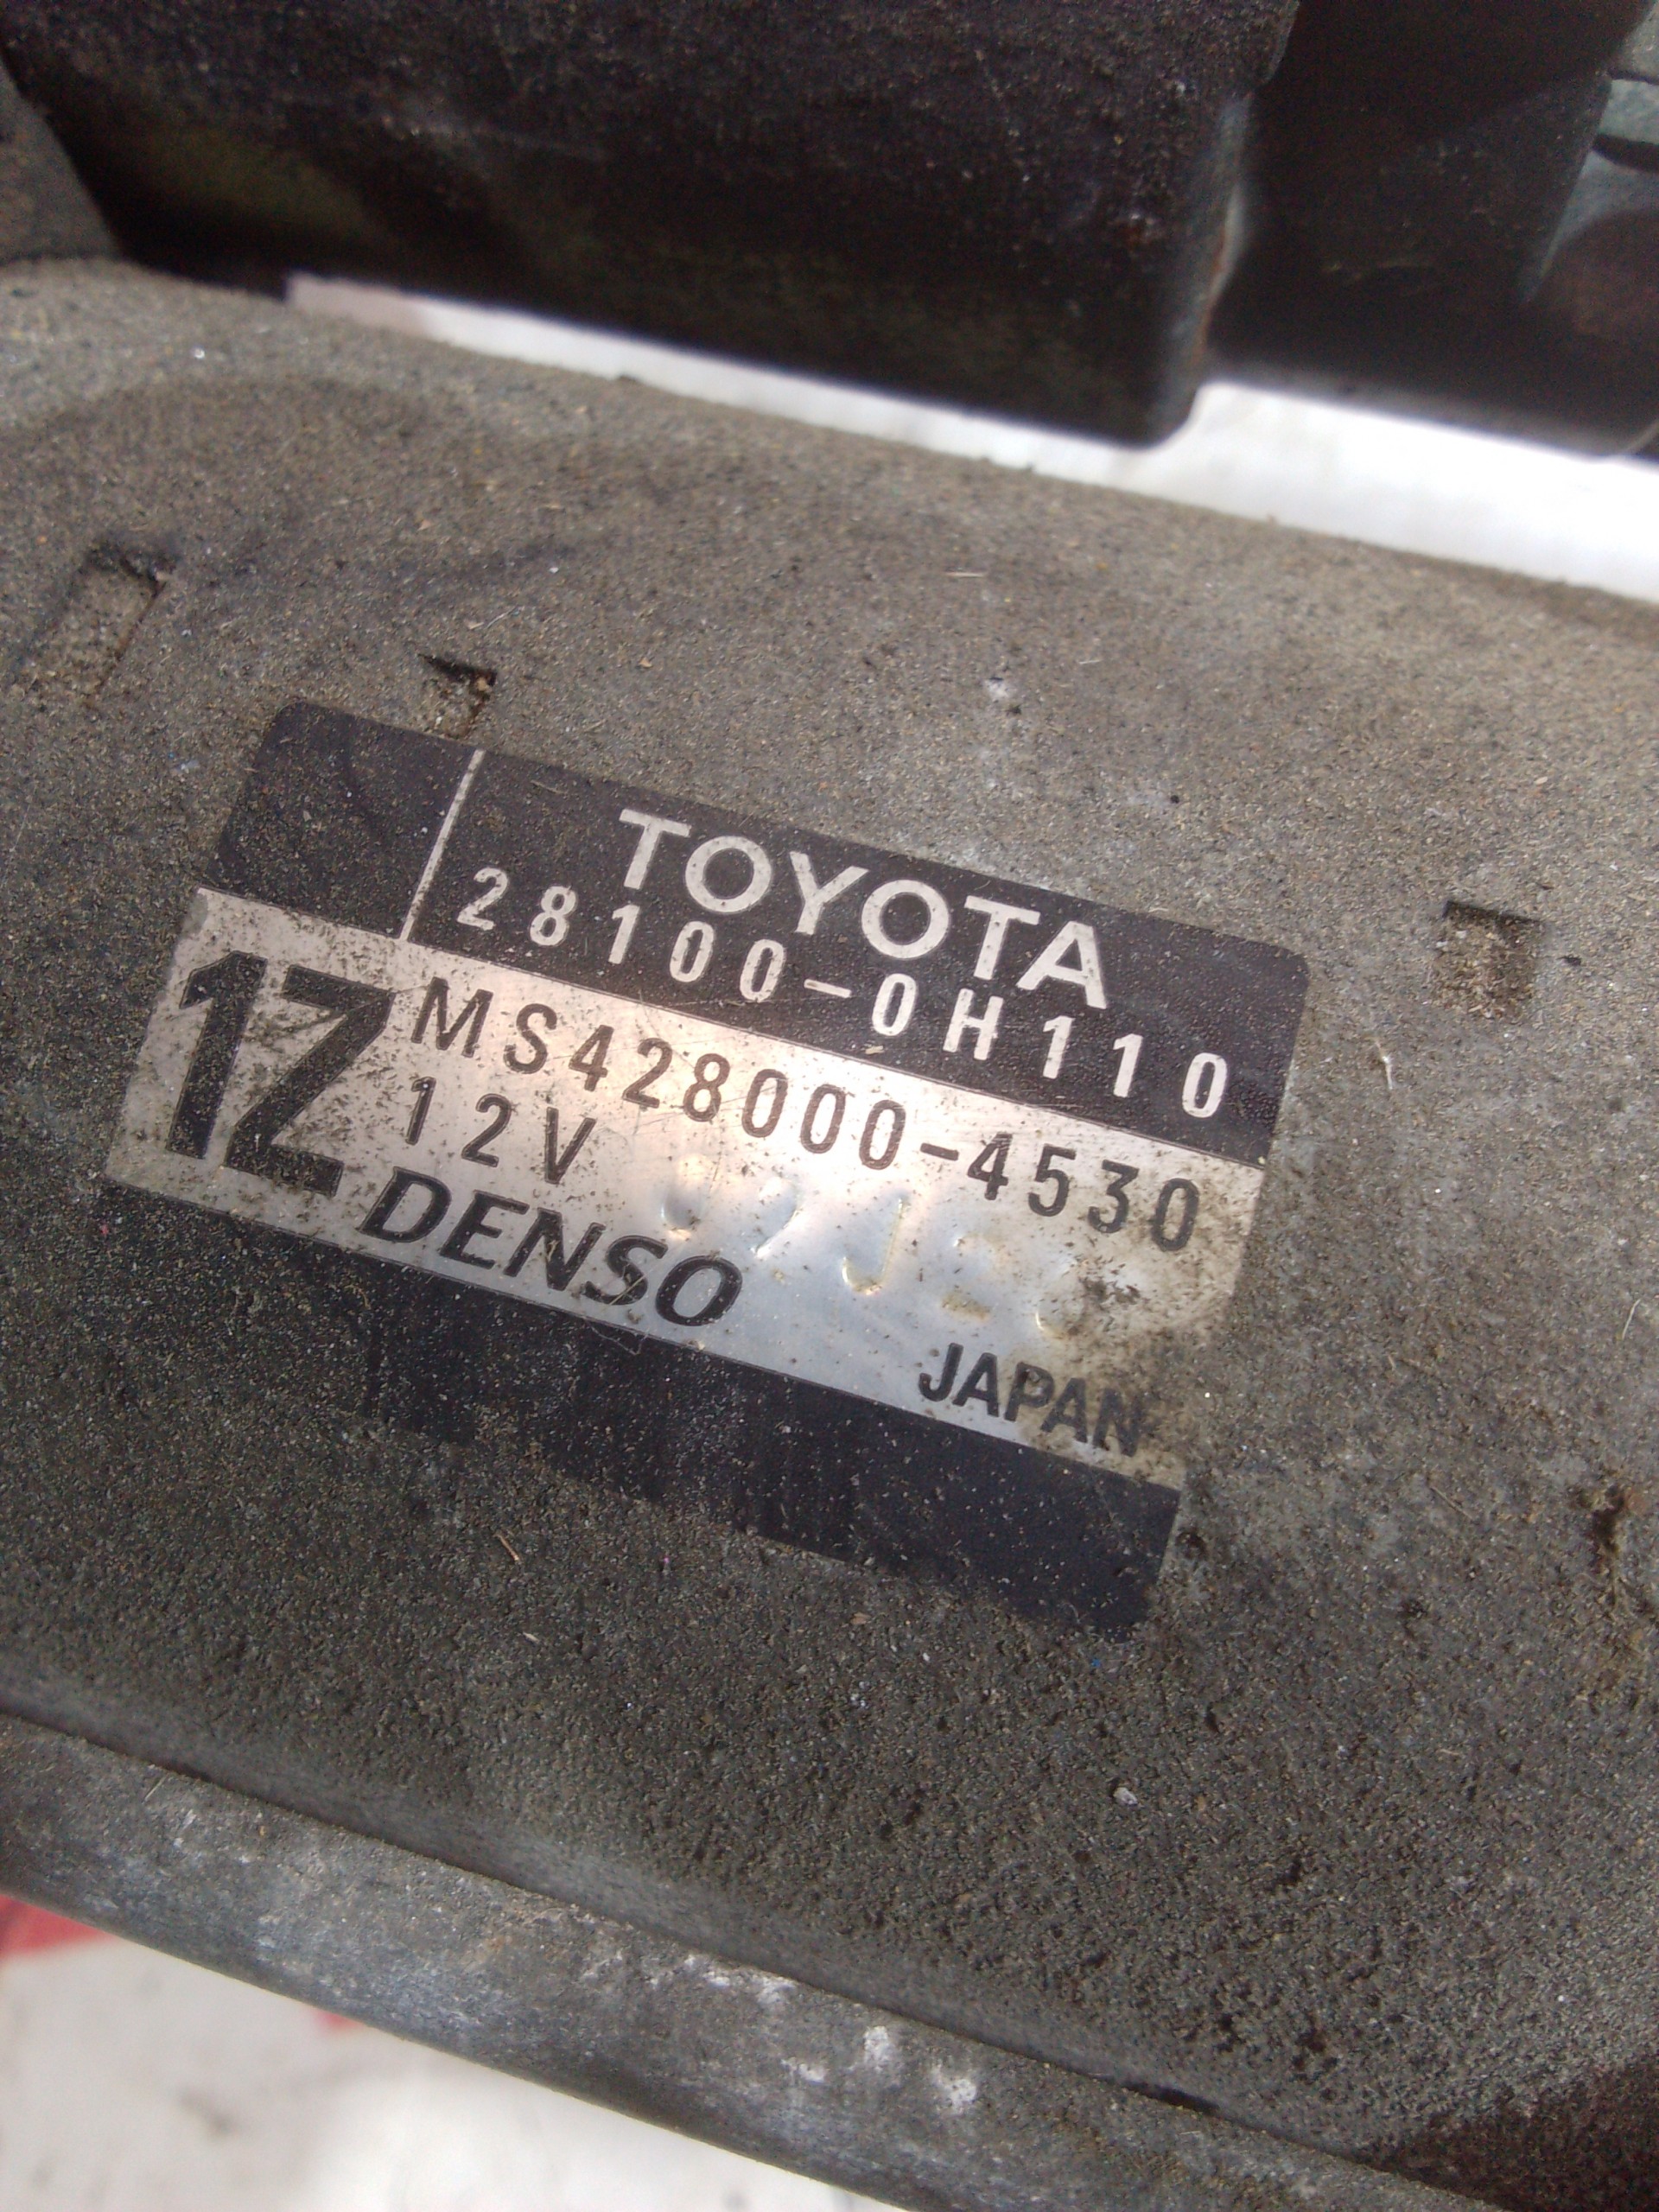 TOYOTA
28100-0H110
1Z
MS428000-4530
12V
DENSO
JAPAN